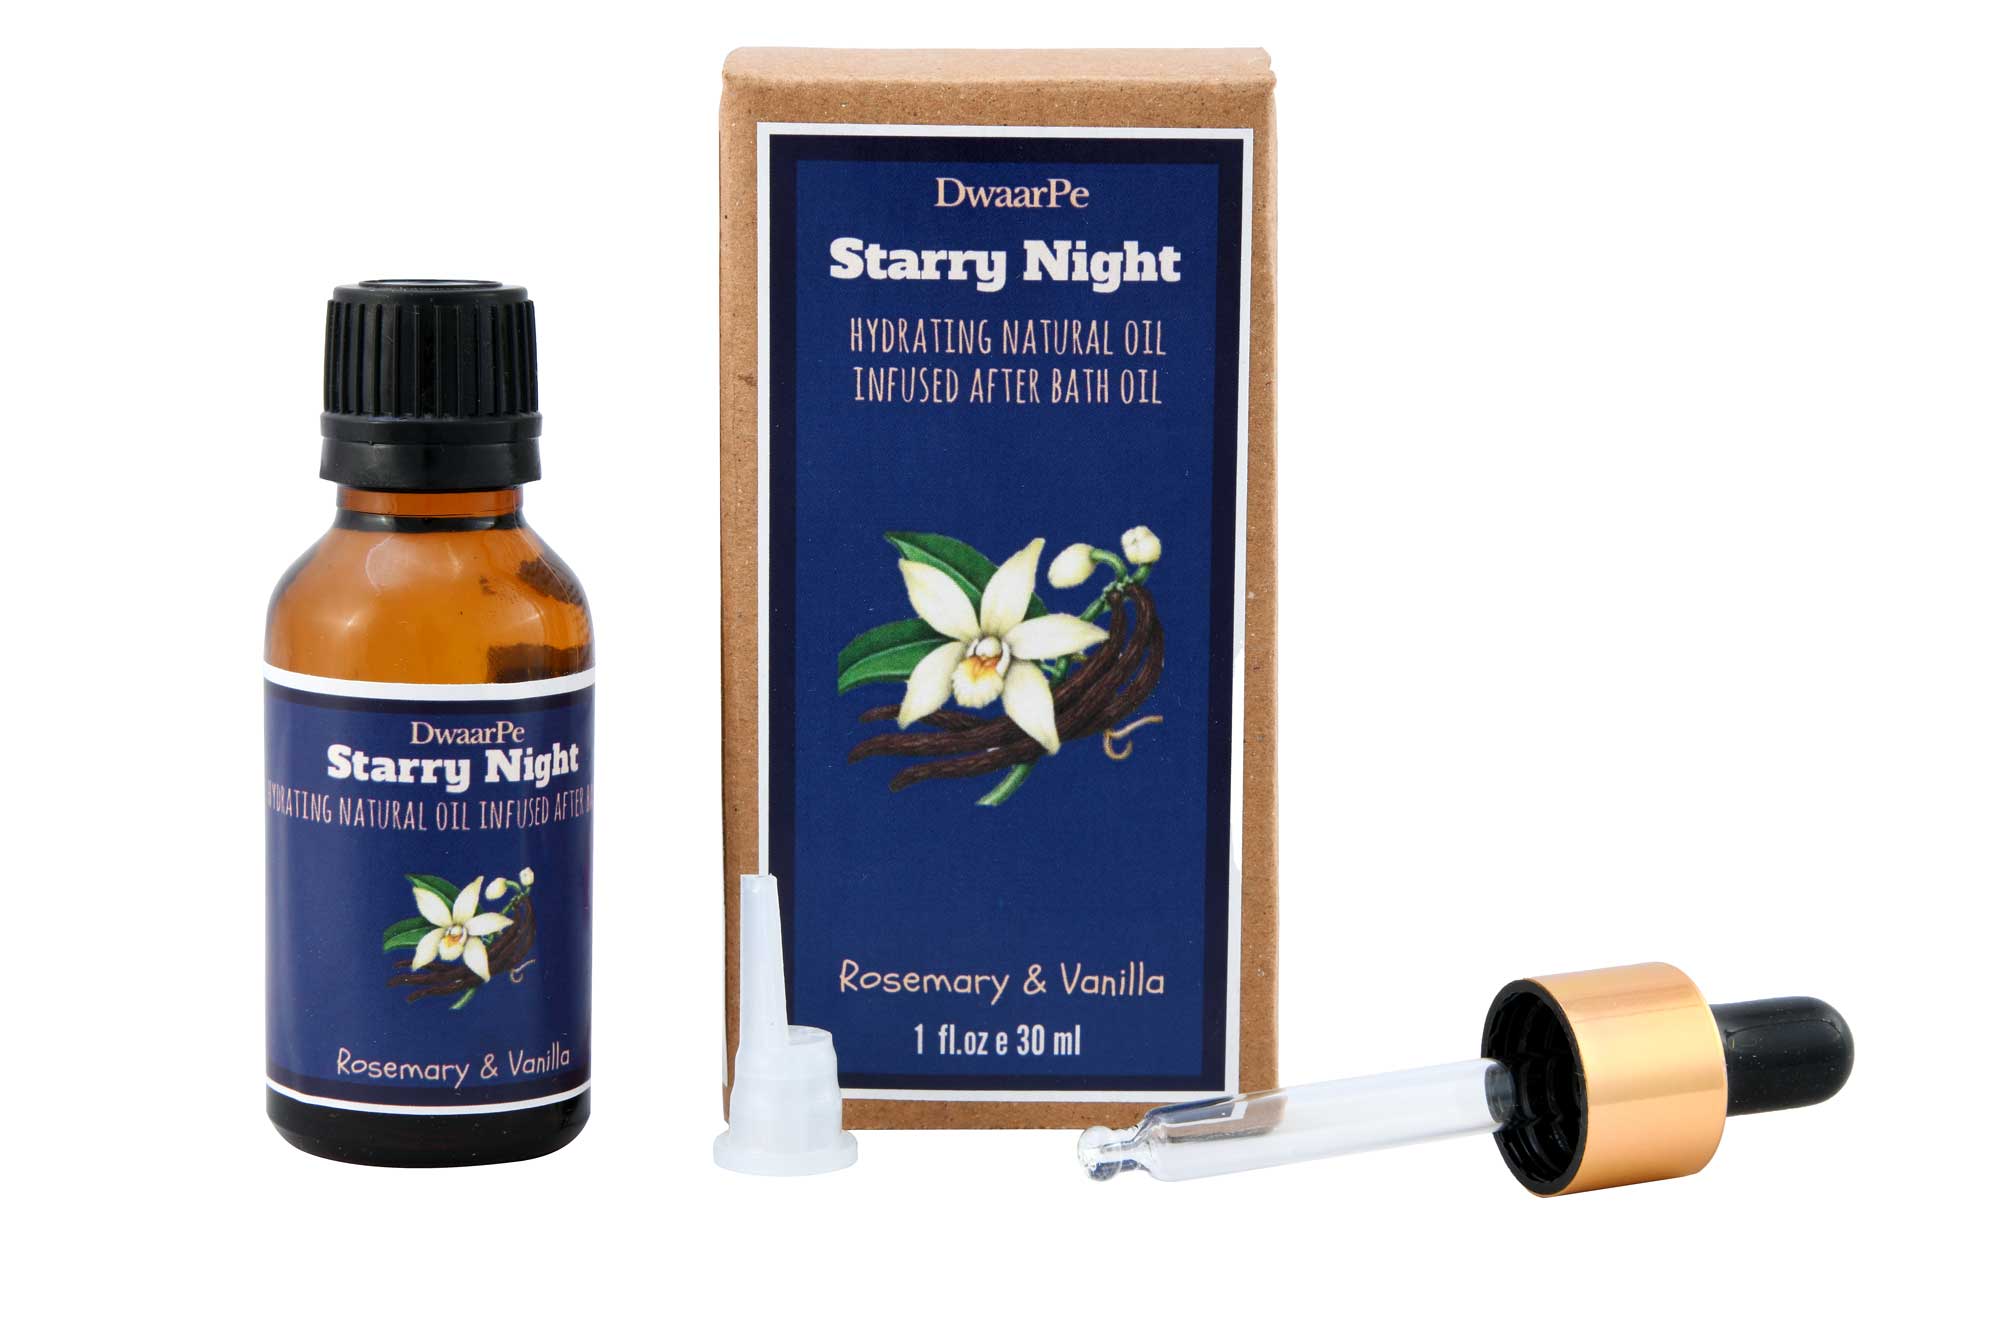 DwaarPe
Starry Night
HYDRATING NATURAL OIL INFUSED AFTER
Rosemary & Vanilla
DwaarPe
Starry Night
HYDRATING NATURAL OIL
INFUSED AFTER BATH OIL
Rosemary & Vanilla
1 fl.oz e 30 ml